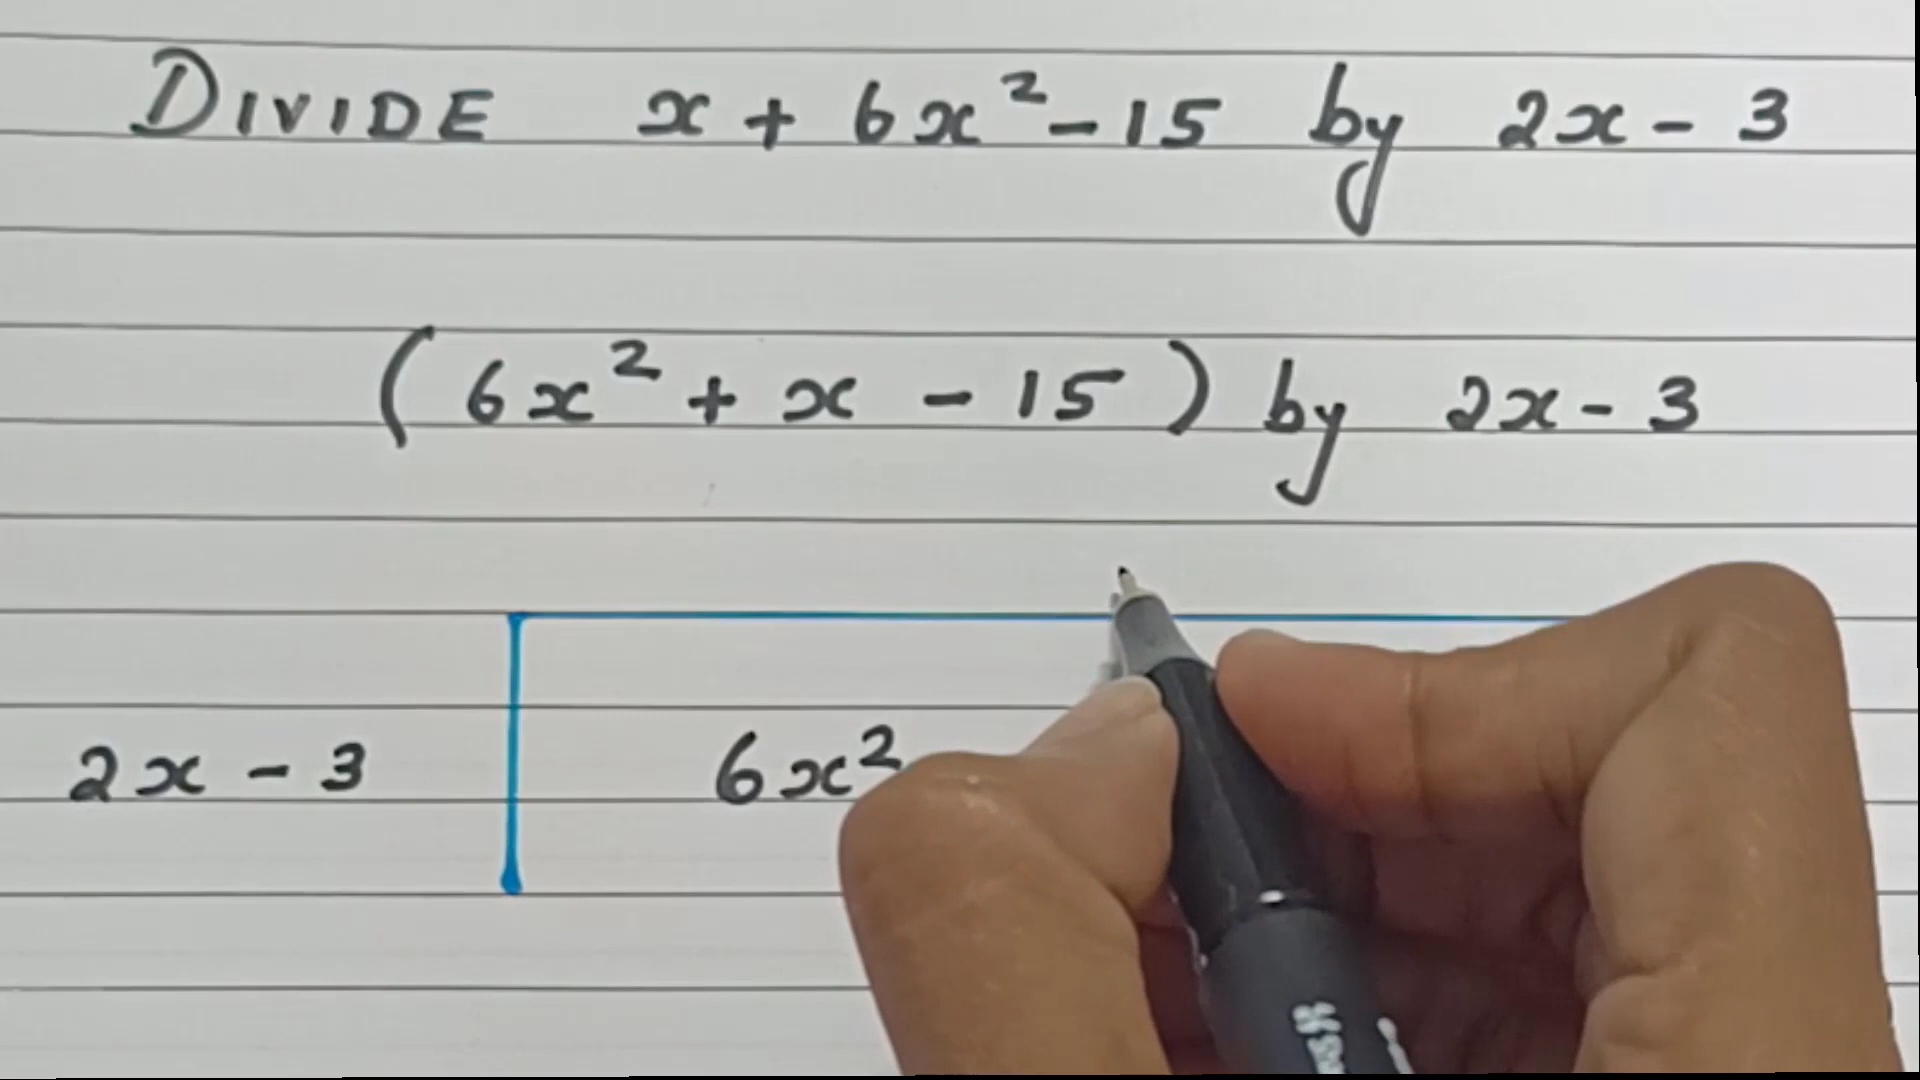 DIVIDE x + 6x² - 15 by 2x - 3
(6x² + x - 15) by 2x - 3
2x - 3 6x²